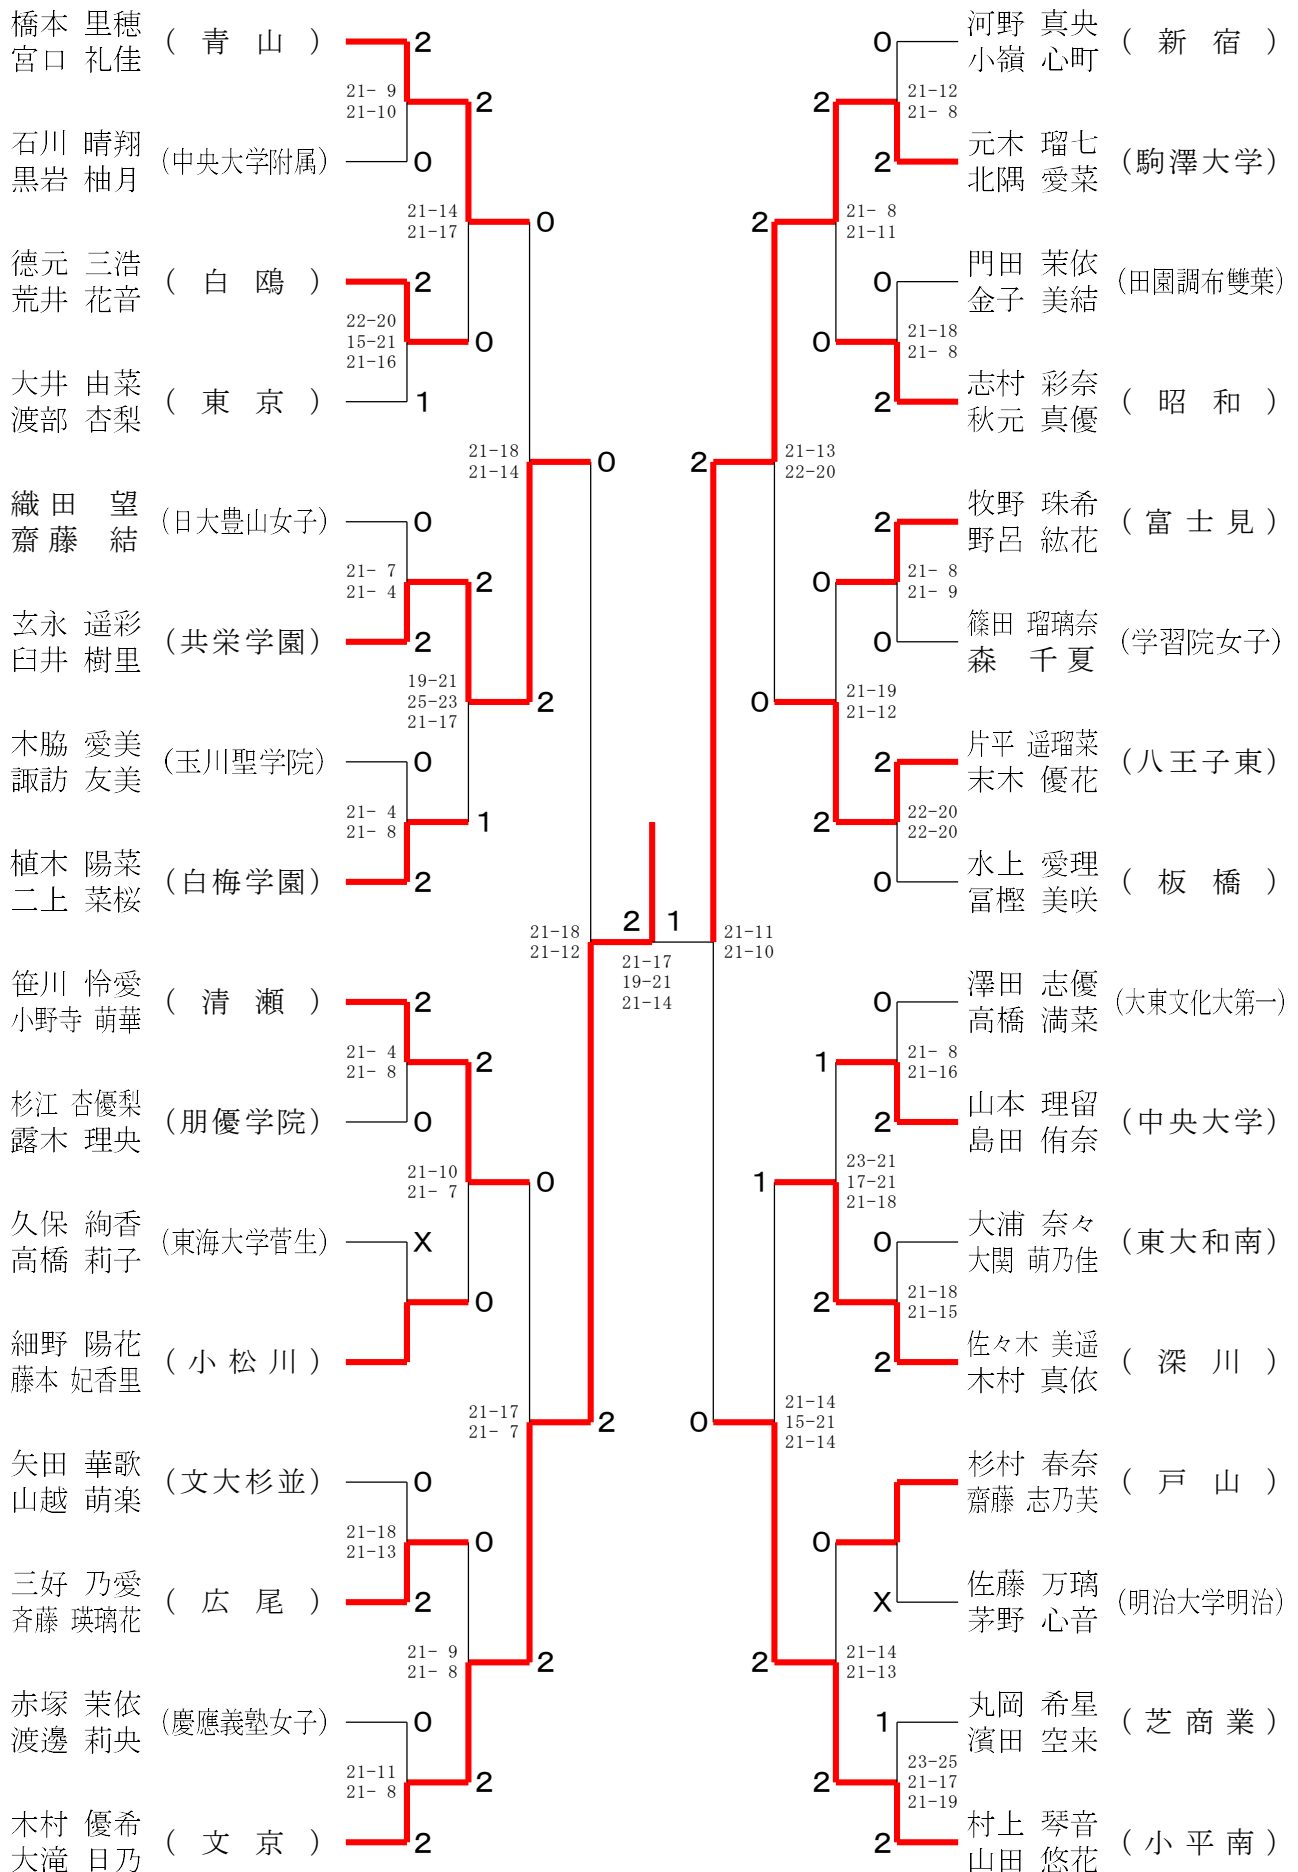 橋本 里穂
宮口 礼佳
( 青 山 )
2
21- 9
21-10
2
石川 晴翔
黒岩 柚月
(中央大学附属)
0
21-14
21-17
0
德元 三浩
荒井 花音
( 白 鴎 )
2
22-20
15-21
21-16
0
大井 由菜
渡部 杏梨
( 東 京 )
1
21-18
21-14
0
織田 望
齋藤 結
(日大豊山女子)
0
21- 7
21- 4
2
玄永 遥彩
臼井 樹里
(共栄学園)
2
19-21
25-23
21-17
2
木脇 愛美
諏訪 友美
(玉川聖学院)
0
21- 4
21- 8
1
植木 陽菜
二上 菜桜
(白梅学園)
2
21-18
21-12
笹川 怜愛
小野寺 萌華
( 清 瀬 )
2
21- 4
21- 8
2
杉江 杏優梨
露木 理央
(朋優学院)
0
21-10
21- 7
0
久保 絢香
高橋 莉子
(東海大学菅生)
X
0
細野 陽花
藤本 妃香里
( 小 松 川 )
21-17
21- 7
2
矢田 華歌
山越 萌楽
(文大杉並)
0
21-18
21-13
0
三好 乃愛
斉藤 瑛璃花
( 広 尾 )
2
21- 9
21- 8
2
赤塚 茉依
渡邊 莉央
(慶應義塾女子)
0
21-11
21- 8
2
木村 優希
大滝 日乃
( 文 京 )
2
2 1
21-17
19-21
21-14
河野 真央
小嶺 心町
( 新 宿 )
0
21-12
21- 8
2
元木 瑠七
北隅 愛菜
(駒澤大学)
2
21- 8
21-11
2
門田 茉依
金子 美結
(田園調布雙葉)
0
21-18
21- 8
0
志村 彩奈
秋元 真優
( 昭 和 )
2
21-13
22-20
2
牧野 珠希
野呂 紘花
( 富 士 見 )
2
21- 8
21- 9
0
篠田 瑠璃奈
森 千夏
(学習院女子)
0
21-19
21-12
0
片平 遥瑠菜
末木 優花
(八王子東)
2
22-20
22-20
2
水上 愛理
冨樫 美咲
( 板 橋 )
0
21-11
21-10
澤田 志優
高橋 満菜
(大東文化大第一)
0
21- 8
21-16
1
山本 理留
島田 侑奈
(中央大学)
2
23-21
17-21
21-18
1
大浦 奈々
大関 萌乃佳
(東大和南)
0
21-18
21-15
2
佐々木 美遥
木村 真依
( 深 川 )
2
21-14
15-21
21-14
0
杉村 春奈
齋藤 志乃芙
( 戸 山 )
0
佐藤 万璃
茅野 心音
(明治大学明治)
X
21-14
21-13
2
丸岡 希星
濱田 空来
( 芝 商 業 )
1
23-25
21-17
21-19
2
村上 琴音
山田 悠花
( 小 平 南 )
2